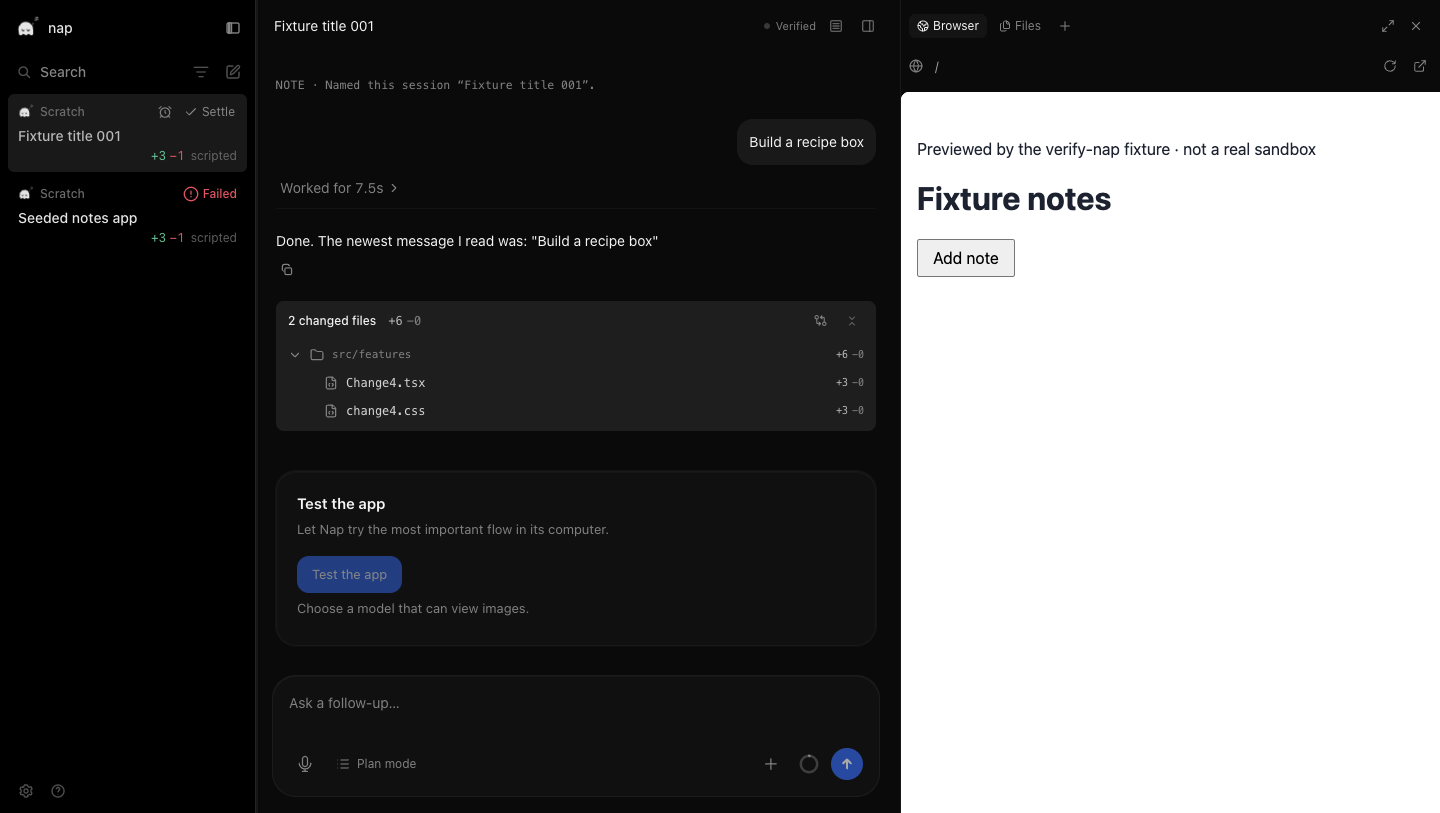 nap
Search
Scratch
Settle
Fixture title 001
+3 −1 scripted
Scratch
Failed
Seeded notes app
+3 −1 scripted
Fixture title 001
Verified
NOTE · Named this session “Fixture title 001”.
Build a recipe box
Worked for 7.5s
Done. The newest message I read was: "Build a recipe box"
2 changed files +6 −0
src/features +6 −0
Change4.tsx +3 −0
change4.css +3 −0
Test the app
Let Nap try the most important flow in its computer.
Test the app
Choose a model that can view images.
Ask a follow-up...
Plan mode
Browser
Files
/
Previewed by the verify-nap fixture · not a real sandbox
Fixture notes
Add note